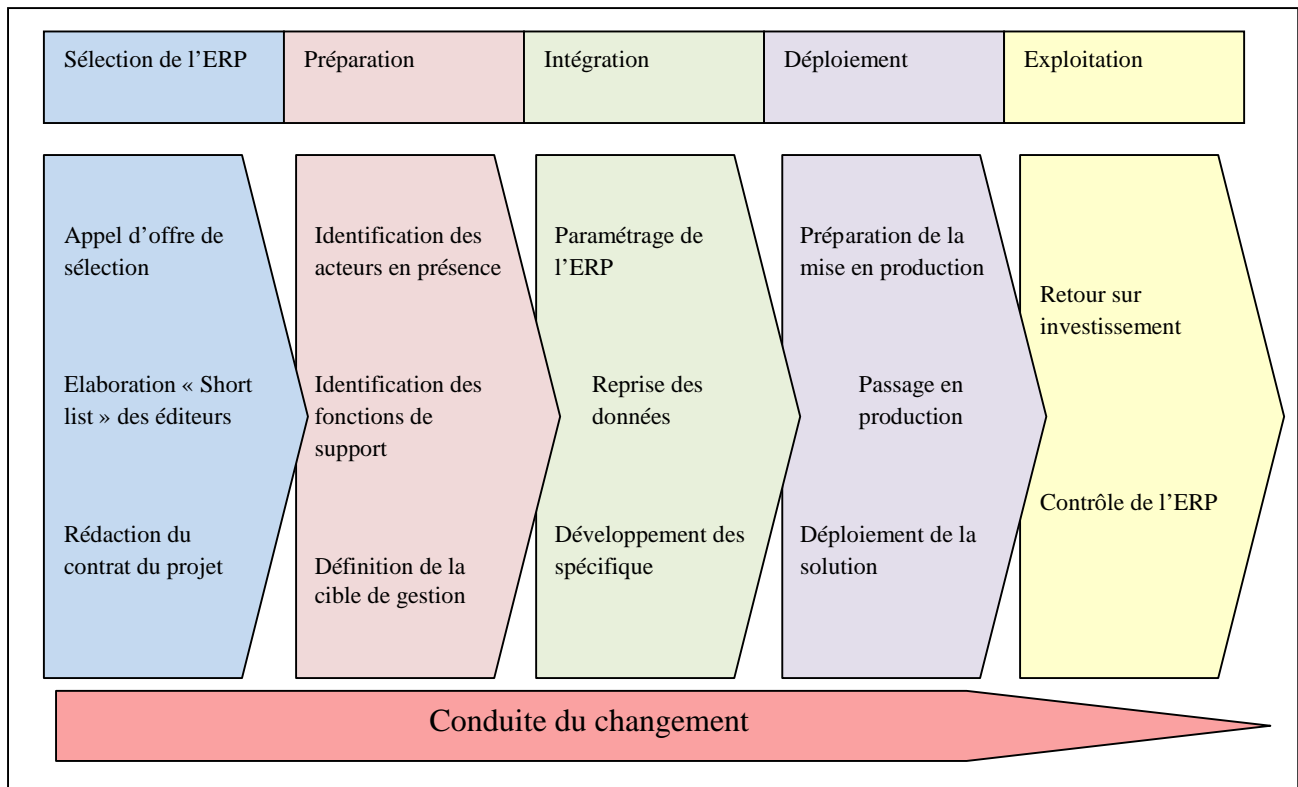 Sélection de l’ERP
Préparation
Intégration
Déploiement
Exploitation
Appel d’offre de
sélection
Elaboration « Short
list » des éditeurs
Rédaction du
contrat du projet
Identification des
acteurs en présence
Identification des
fonctions de
support
Définition de la
cible de gestion
Paramétrage de
l’ERP
Reprise des
données
Développement des
spécifique
Préparation de la
mise en production
Passage en
production
Déploiement de la
solution
Retour sur
investissement
Contrôle de l’ERP
Conduite du changement